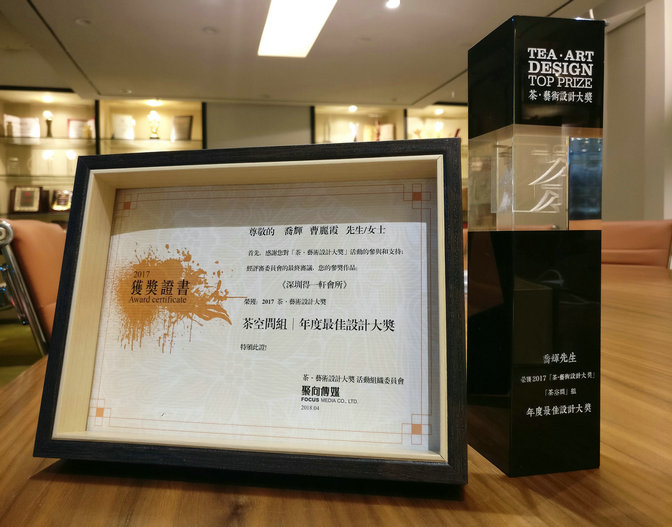 2017
獲獎證書
Award certificate
尊敬的 喬輝 曹麗霞 先生/女士
首先，感謝您對「茶・藝術設計大獎」活動的參與和支持；
經評審委員會的最終審議，您的參獎作品：
《深圳得一軒會所》
榮獲：2017 茶・藝術設計大獎
茶空間組｜年度最佳設計大獎
特頒此證!
茶・藝術設計大獎 活動組織委員會
聚向傳媒
FOCUS MEDIA CO., LTD.
2018.04
TEA・ART
DESIGN
TOP PRIZE
茶・藝術設計大獎
喬輝先生
榮獲2017「茶・藝術設計大獎」
「茶空間」組
年度最佳設計大獎